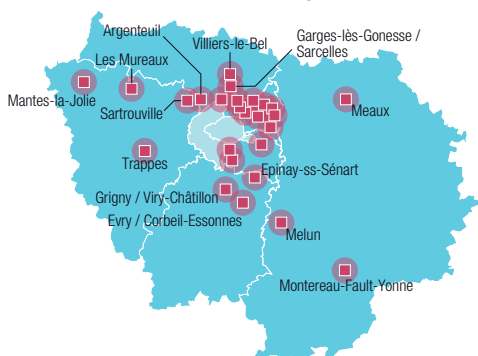 Argenteuil
Villiers-le-Bel
Garges-lès-Gonesse /
Sarcelles
Les Mureaux
Mantes-la-Jolie
Sartrouville
Meaux
Trappes
Epinay-ss-Sénart
Grigny / Viry-Châtillon
Evry / Corbeil-Essonnes
Melun
Montereau-Fault-Yonne